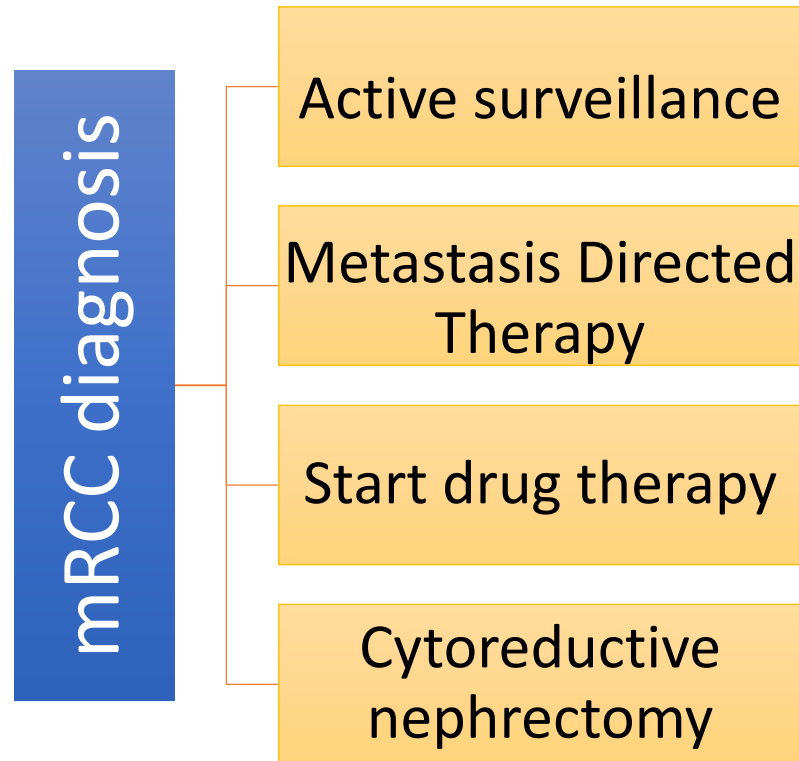 mRCC diagnosis
Active surveillance
Metastasis Directed
Therapy
Start drug therapy
Cytoreductive
nephrectomy